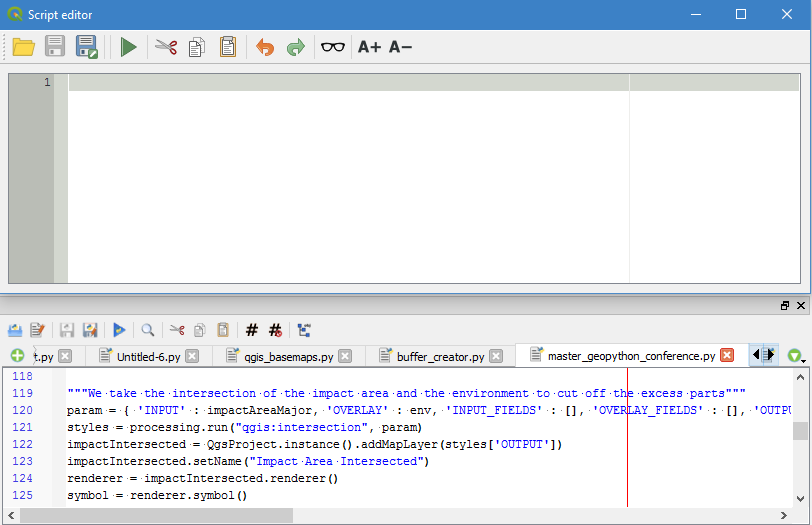 Script editor
A+ A−
1
# #
t.py Untitled-6.py qgis_basemaps.py buffer_creator.py master_geopython_conference.py
118
119 """We·take·the·intersection·of·the·impact·area·and·the·environment·to·cut·off·the·excess·parts"""
120 param·=·{·'INPUT'·:·impactAreaMajor,·'OVERLAY'·:·env,·'INPUT_FIELDS'·:·[],·'OVERLAY_FIELDS'·:·[],·'OUTPU
121 styles·=·processing.run("qgis:intersection",·param)
122 impactIntersected·=·QgsProject.instance().addMapLayer(styles['OUTPUT'])
123 impactIntersected.setName("Impact·Area·Intersected")
124 renderer·=·impactIntersected.renderer()
125 symbol·=·renderer.symbol()